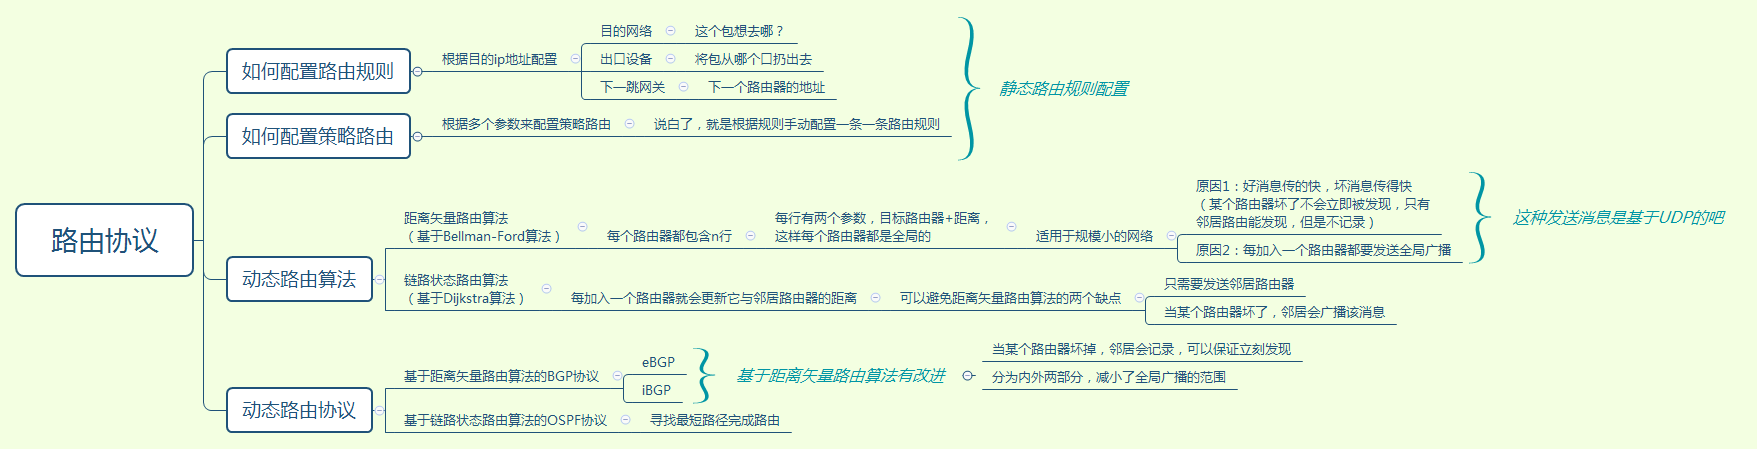 路由协议
如何配置路由规则
根据目的ip地址配置
目的网络
这个包想去哪？
出口设备
将包从哪个口扔出去
下一跳网关
下一个路由器的地址
如何配置策略路由
根据多个参数来配置策略路由
说白了，就是根据规则手动配置一条一条路由规则
静态路由规则配置
动态路由算法
距离矢量路由算法
（基于Bellman-Ford算法）
每个路由器都包含n行
每行有两个参数，目标路由器+距离，
这样每个路由器都是全局的
适用于规模小的网络
原因1：好消息传的快，坏消息传得快
（某个路由器坏了不会立即被发现，只有
邻居路由能发现，但是不记录）
原因2：每加入一个路由器都要发送全局广播
这种发送消息是基于UDP的吧
链路状态路由算法
（基于Dijkstra算法）
每加入一个路由器就会更新它与邻居路由器的距离
可以避免距离矢量路由算法的两个缺点
只需要发送邻居路由器
当某个路由器坏了，邻居会广播该消息
动态路由协议
基于距离矢量路由算法的BGP协议
eBGP
iBGP
基于距离矢量路由算法有改进
当某个路由器坏掉，邻居会记录，可以保证立刻发现
分为内外两部分，减小了全局广播的范围
基于链路状态路由算法的OSPF协议
寻找最短路径完成路由